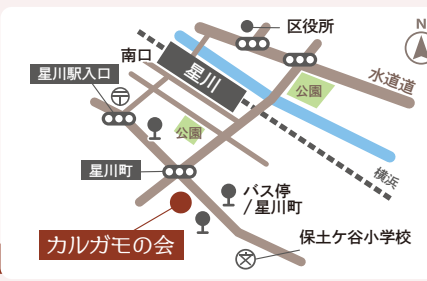 区役所
N
南口
星川駅入口
星川
水道道
公園
公園
横浜
星川町
バス停
/星川町
カルガモの会
保土ケ谷小学校
文